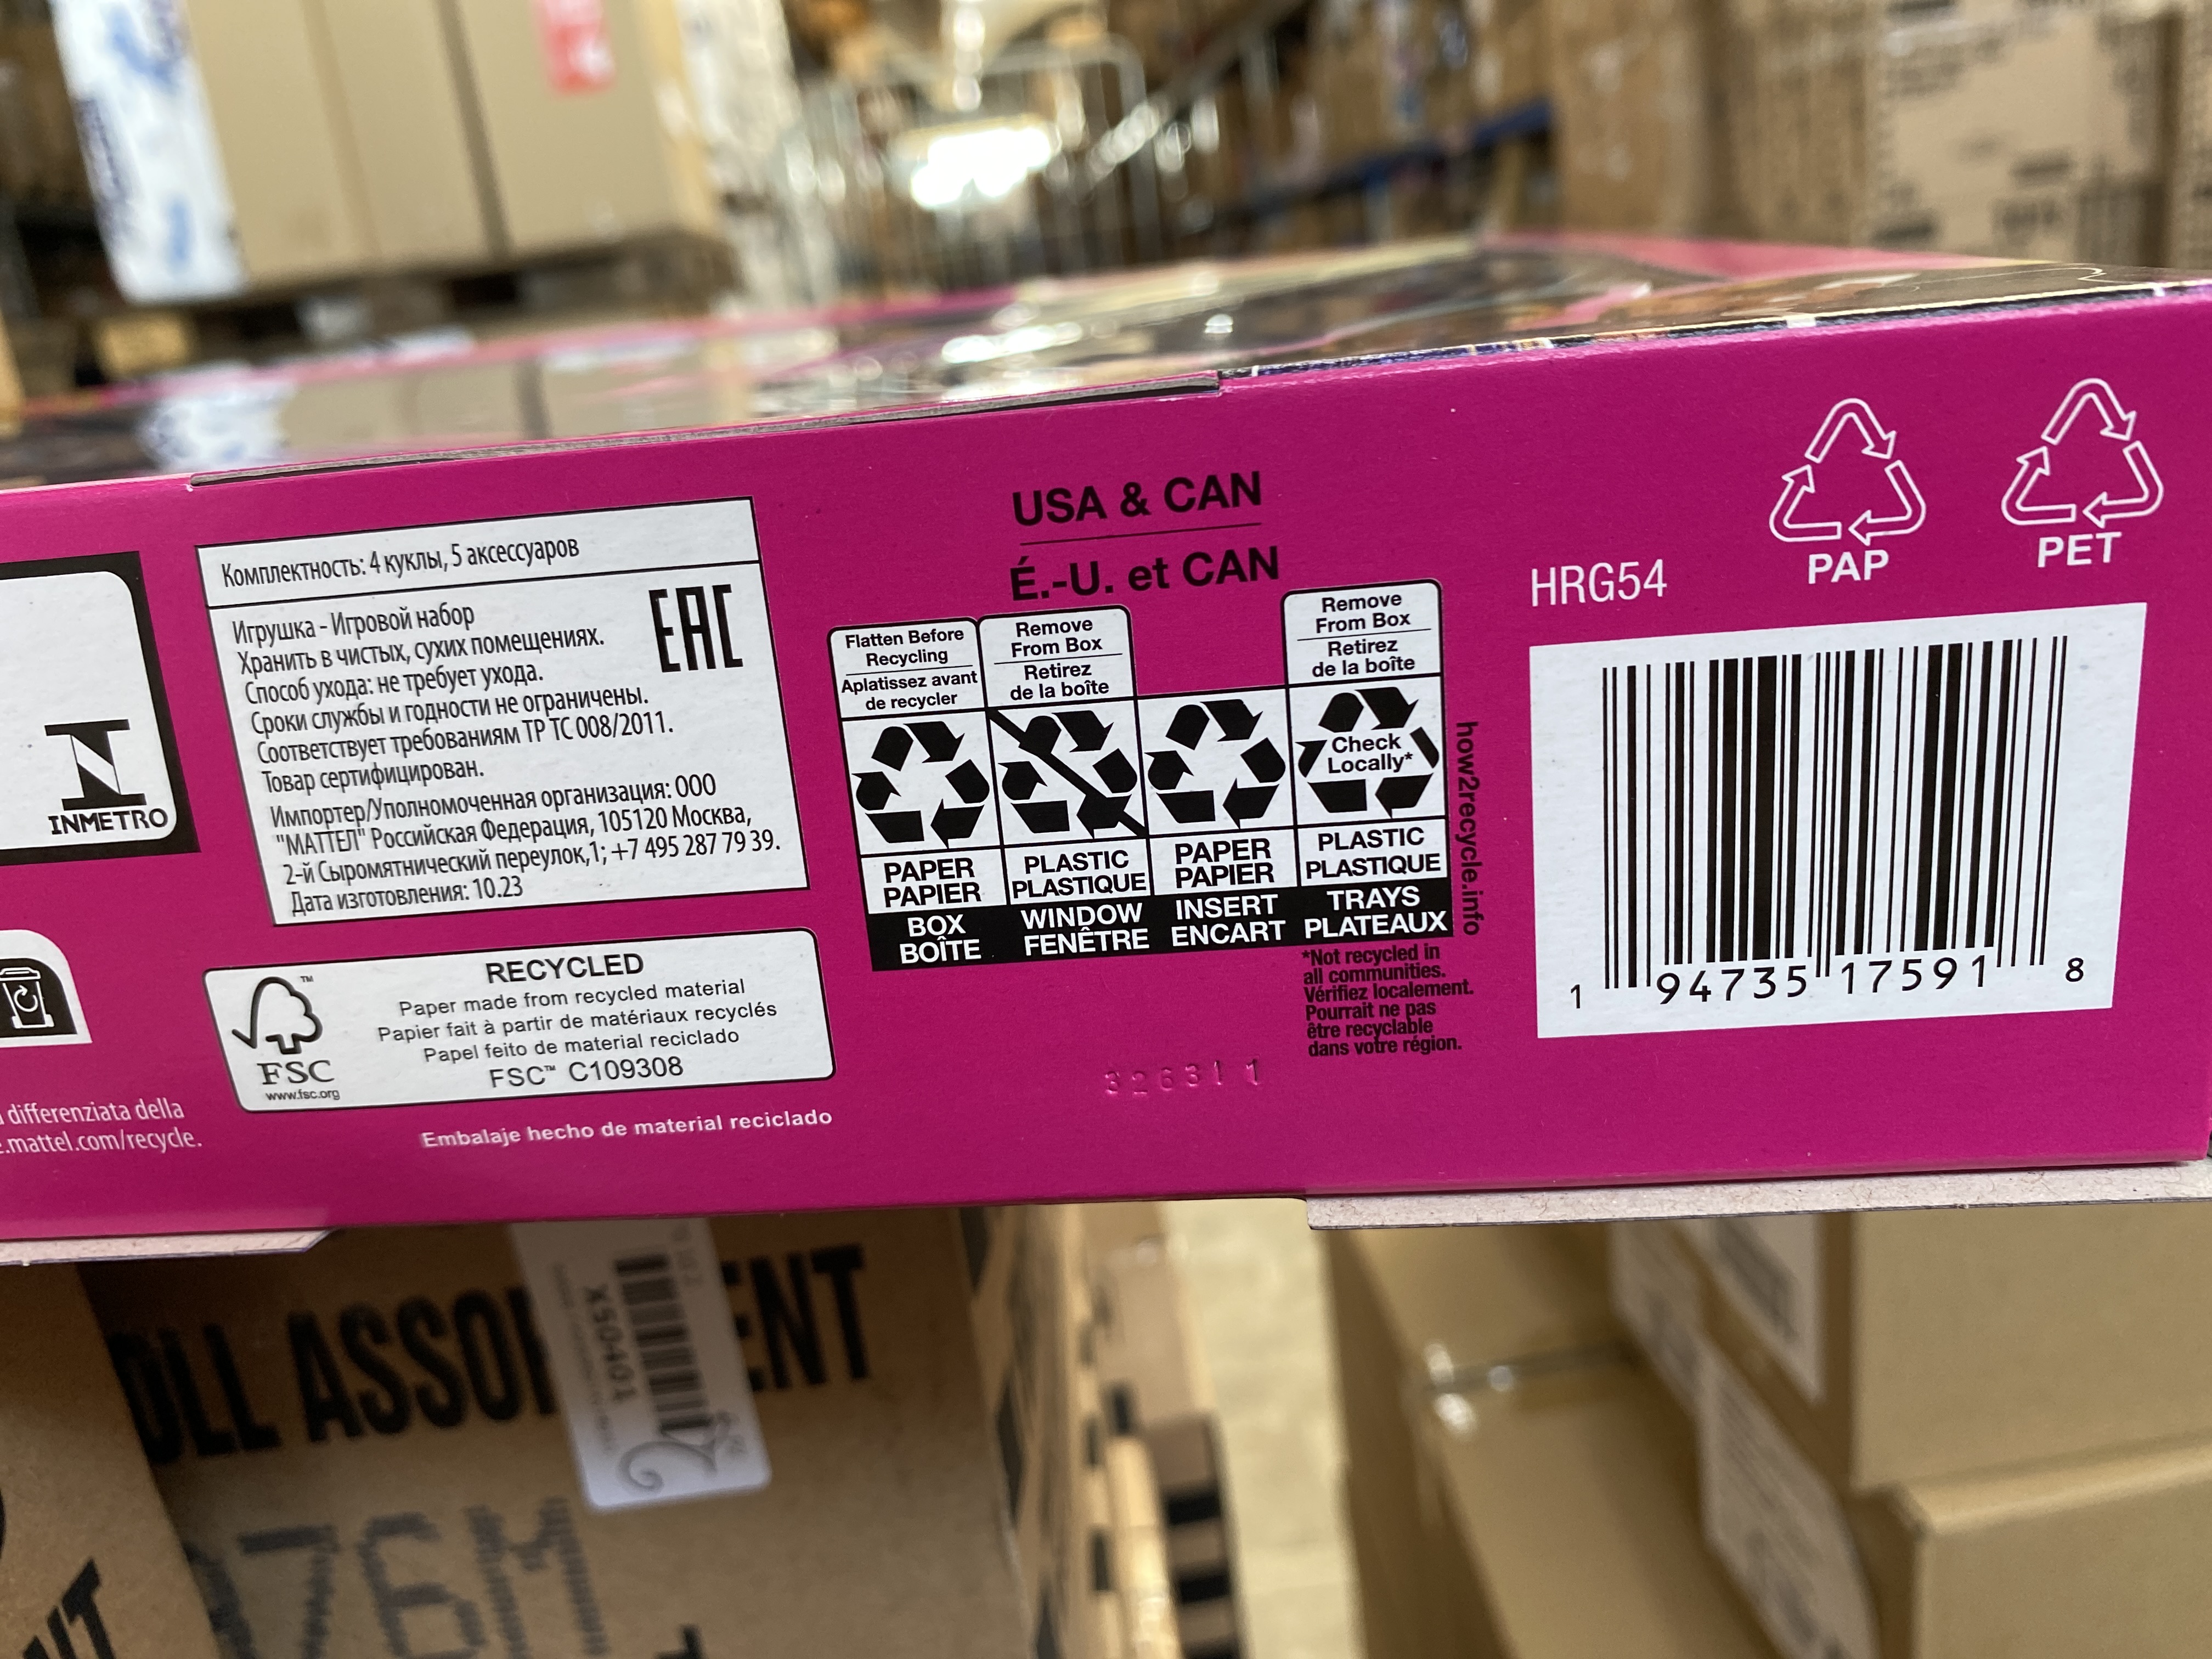 INMETRO
differenziata della
.mattel.com/recycle.
Комплектность: 4 куклы, 5 аксессуаров
Игрушка - Игровой набор
Хранить в чистых, сухих помещениях.
Способ ухода: не требует ухода.
Сроки службы и годности не ограничены.
Соответствует требованиям ТР ТС 008/2011.
Товар сертифицирован.
EAC
Импортер/Уполномоченная организация: ООО
"МАТТЕЛ" Российская Федерация, 105120 Москва,
2-й Сыромятнический переулок,1; +7 495 287 79 39.
Дата изготовления: 10.23
FSC
TM
www.fsc.org
RECYCLED
Paper made from recycled material
Papier fait à partir de matériaux recyclés
Papel feito de material reciclado
FSC™ C109308
Embalaje hecho de material reciclado
USA & CAN
É.-U. et CAN
Flatten Before
Recycling
Aplatissez avant
de recycler
PAPER
PAPIER
BOX
BOÎTE
Remove
From Box
Retirez
de la boîte
PLASTIC
PLASTIQUE
WINDOW
FENÊTRE
PAPER
PAPIER
INSERT
ENCART
Remove
From Box
Retirez
de la boîte
Check
Locally*
PLASTIC
PLASTIQUE
TRAYS
PLATEAUX
*Not recycled in
all communities.
Vérifiez localement.
Pourrait ne pas
être recyclable
dans votre région.
how2recycle.info
32631 1
HRG54
PAP
PET
1 94735 17591 8
X50401